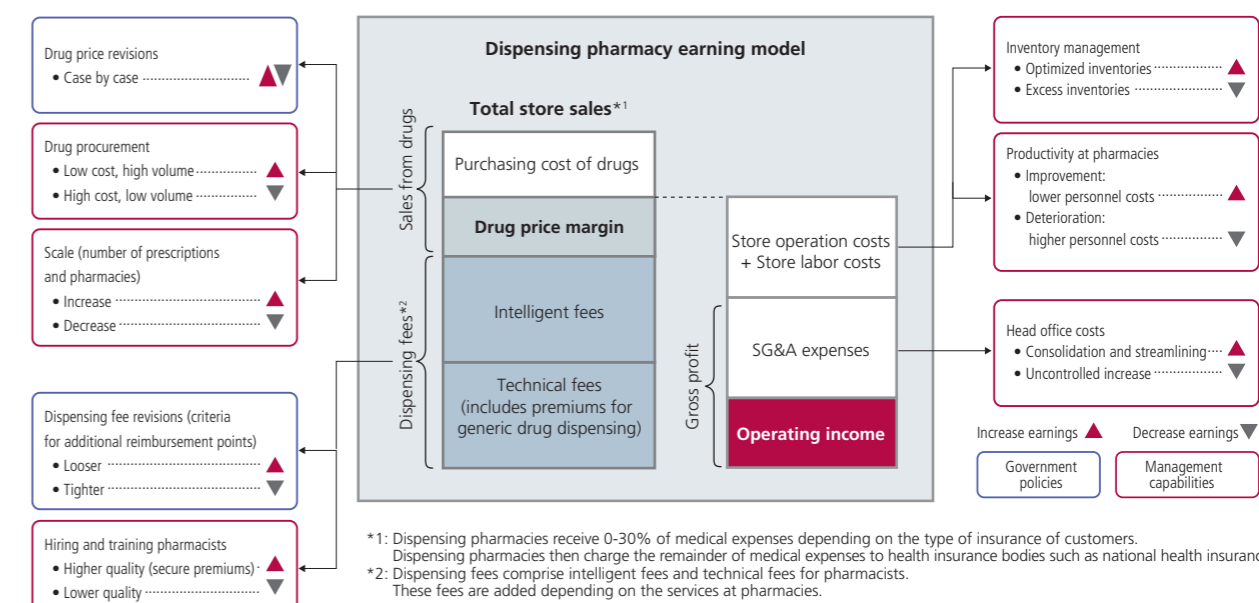 Drug price revisions
• Case by case
Drug procurement
• Low cost, high volume
• High cost, low volume
Scale (number of prescriptions
and pharmacies)
• Increase
• Decrease
Dispensing fee revisions (criteria
for additional reimbursement points)
• Looser
• Tighter
Hiring and training pharmacists
• Higher quality (secure premiums)
• Lower quality
Dispensing pharmacy earning model
Total store sales*1
Sales from drugs
Dispensing fees*2
Purchasing cost of drugs
Drug price margin
Intelligent fees
Technical fees
(includes premiums for
generic drug dispensing)
Gross profit
Store operation costs
+ Store labor costs
SG&A expenses
Operating income
Inventory management
• Optimized inventories
• Excess inventories
Productivity at pharmacies
• Improvement:
lower personnel costs
• Deterioration:
higher personnel costs
Head office costs
• Consolidation and streamlining
• Uncontrolled increase
Increase earnings ▲ Decrease earnings ▼
Government
policies
Management
capabilities
*1: Dispensing pharmacies receive 0-30% of medical expenses depending on the type of insurance of customers.
Dispensing pharmacies then charge the remainder of medical expenses to health insurance bodies such as national health
*2: Dispensing fees comprise intelligent fees and technical fees for pharmacists.
These fees are added depending on the services at pharmacies.